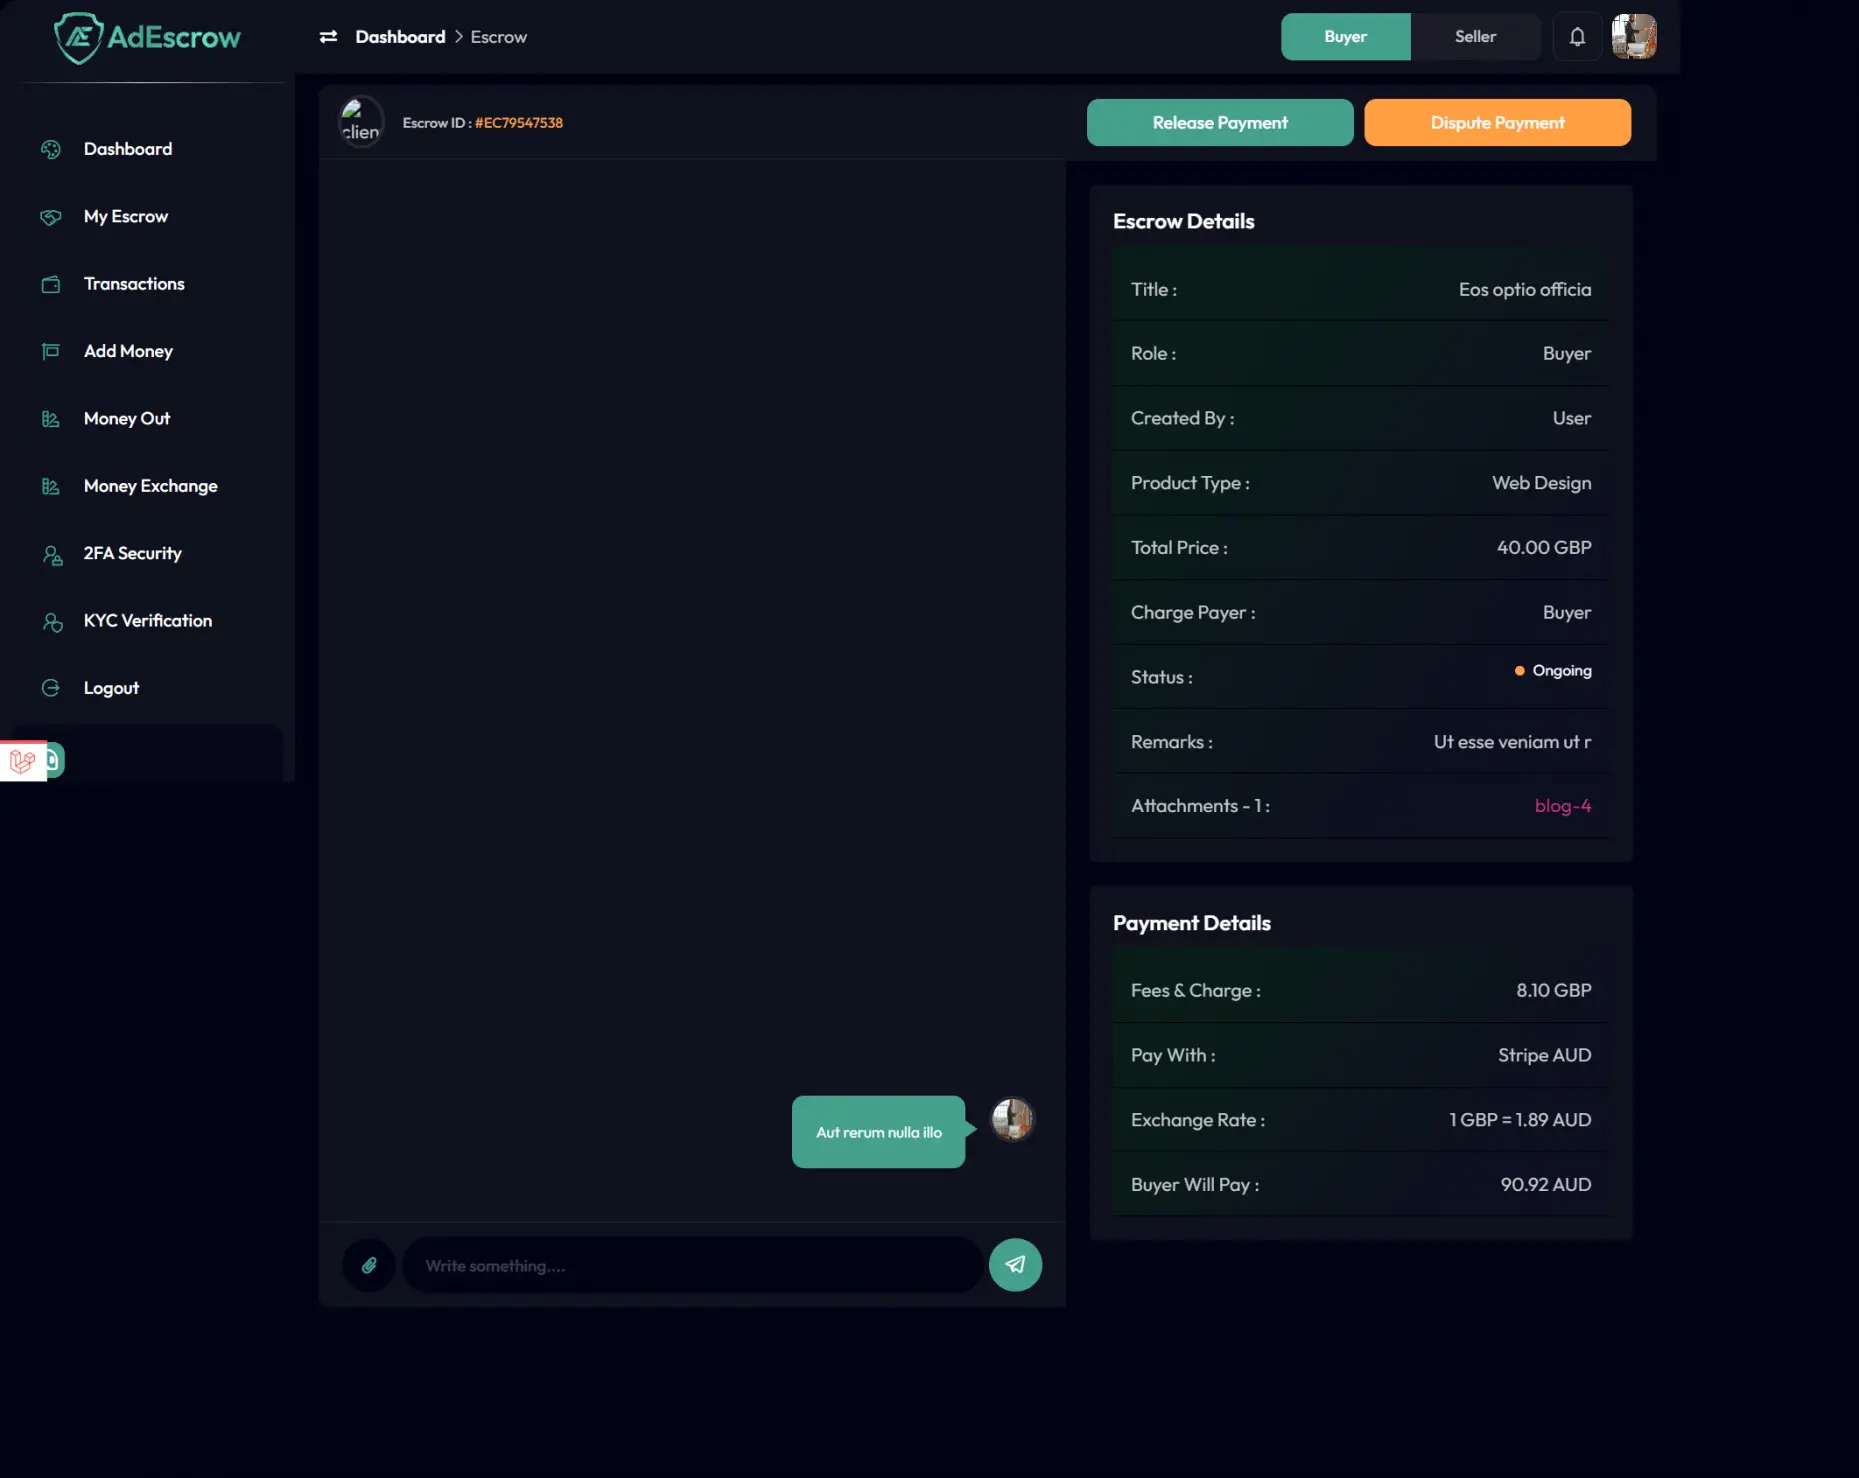 AdEscrow
Dashboard > Escrow
Buyer
Seller
Dashboard
My Escrow
Transactions
Add Money
Money Out
Money Exchange
2FA Security
KYC Verification
Logout
clien
Escrow ID : #EC79547538
Release Payment
Dispute Payment
Aut rerum nulla illo
Write something....
Escrow Details
Title : Eos optio officia
Role : Buyer
Created By : User
Product Type : Web Design
Total Price : 40.00 GBP
Charge Payer : Buyer
Status : Ongoing
Remarks : Ut esse veniam ut r
Attachments - 1 : blog-4
Payment Details
Fees & Charge : 8.10 GBP
Pay With : Stripe AUD
Exchange Rate : 1 GBP = 1.89 AUD
Buyer Will Pay : 90.92 AUD